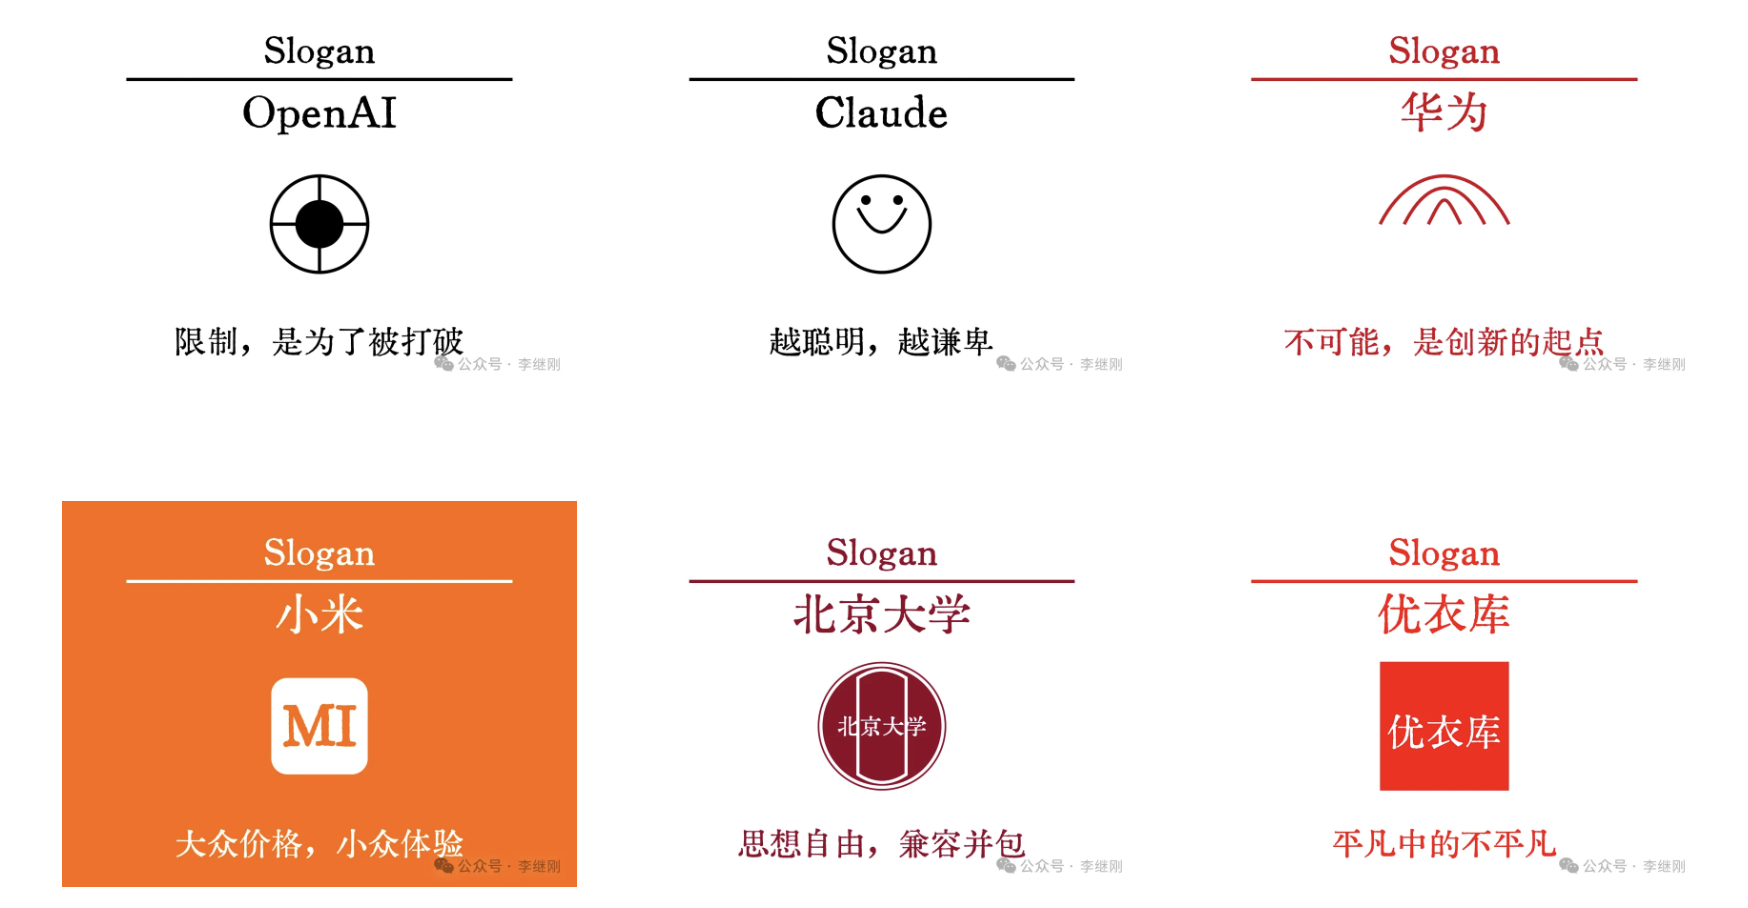 Slogan
OpenAI
限制，是为了被打破
公众号 · 李继刚
Slogan
Claude
越聪明，越谦卑
公众号 · 李继刚
Slogan
华为
不可能，是创新的起点
公众号 · 李继刚
Slogan
小米
MI
大众价格，小众体验
公众号 · 李继刚
Slogan
北京大学
北京大学
思想自由，兼容并包
公众号 · 李继刚
Slogan
优衣库
优衣库
平凡中的不平凡
公众号 · 李继刚